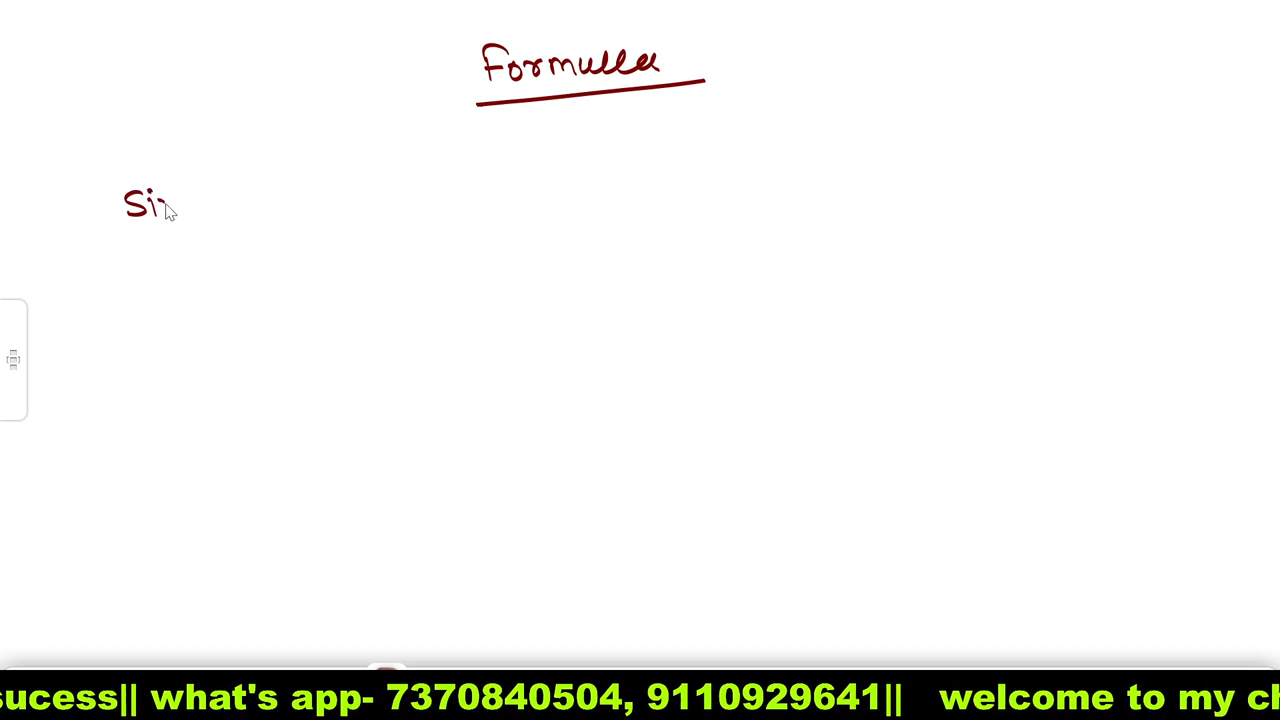 Formulla
Si
sucess|| what's app- 7370840504, 9110929641|| welcome to my ch